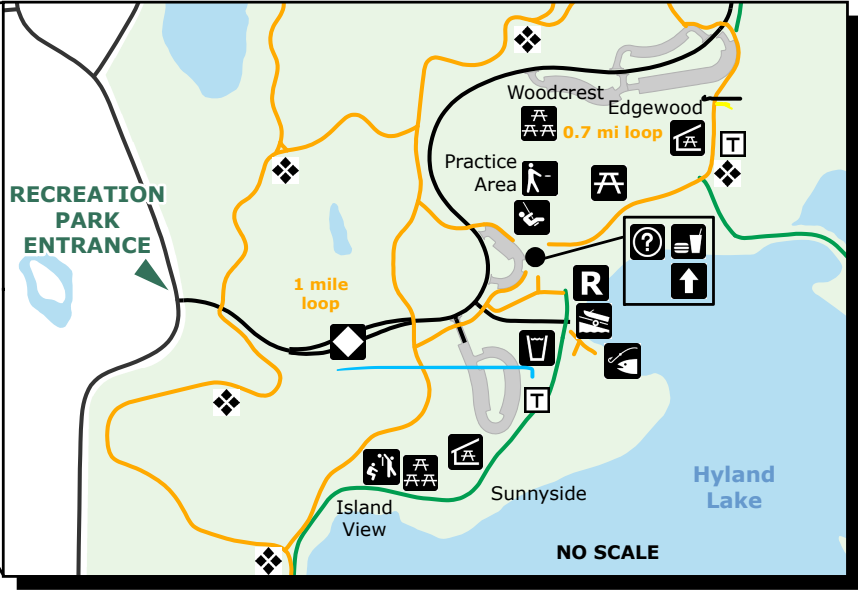 Woodcrest
Edgewood
0.7 mi loop
T
Practice
Area
RECREATION
PARK
ENTRANCE
?
R
1 mile
loop
T
Hyland
Lake
Sunnyside
Island
View
NO SCALE